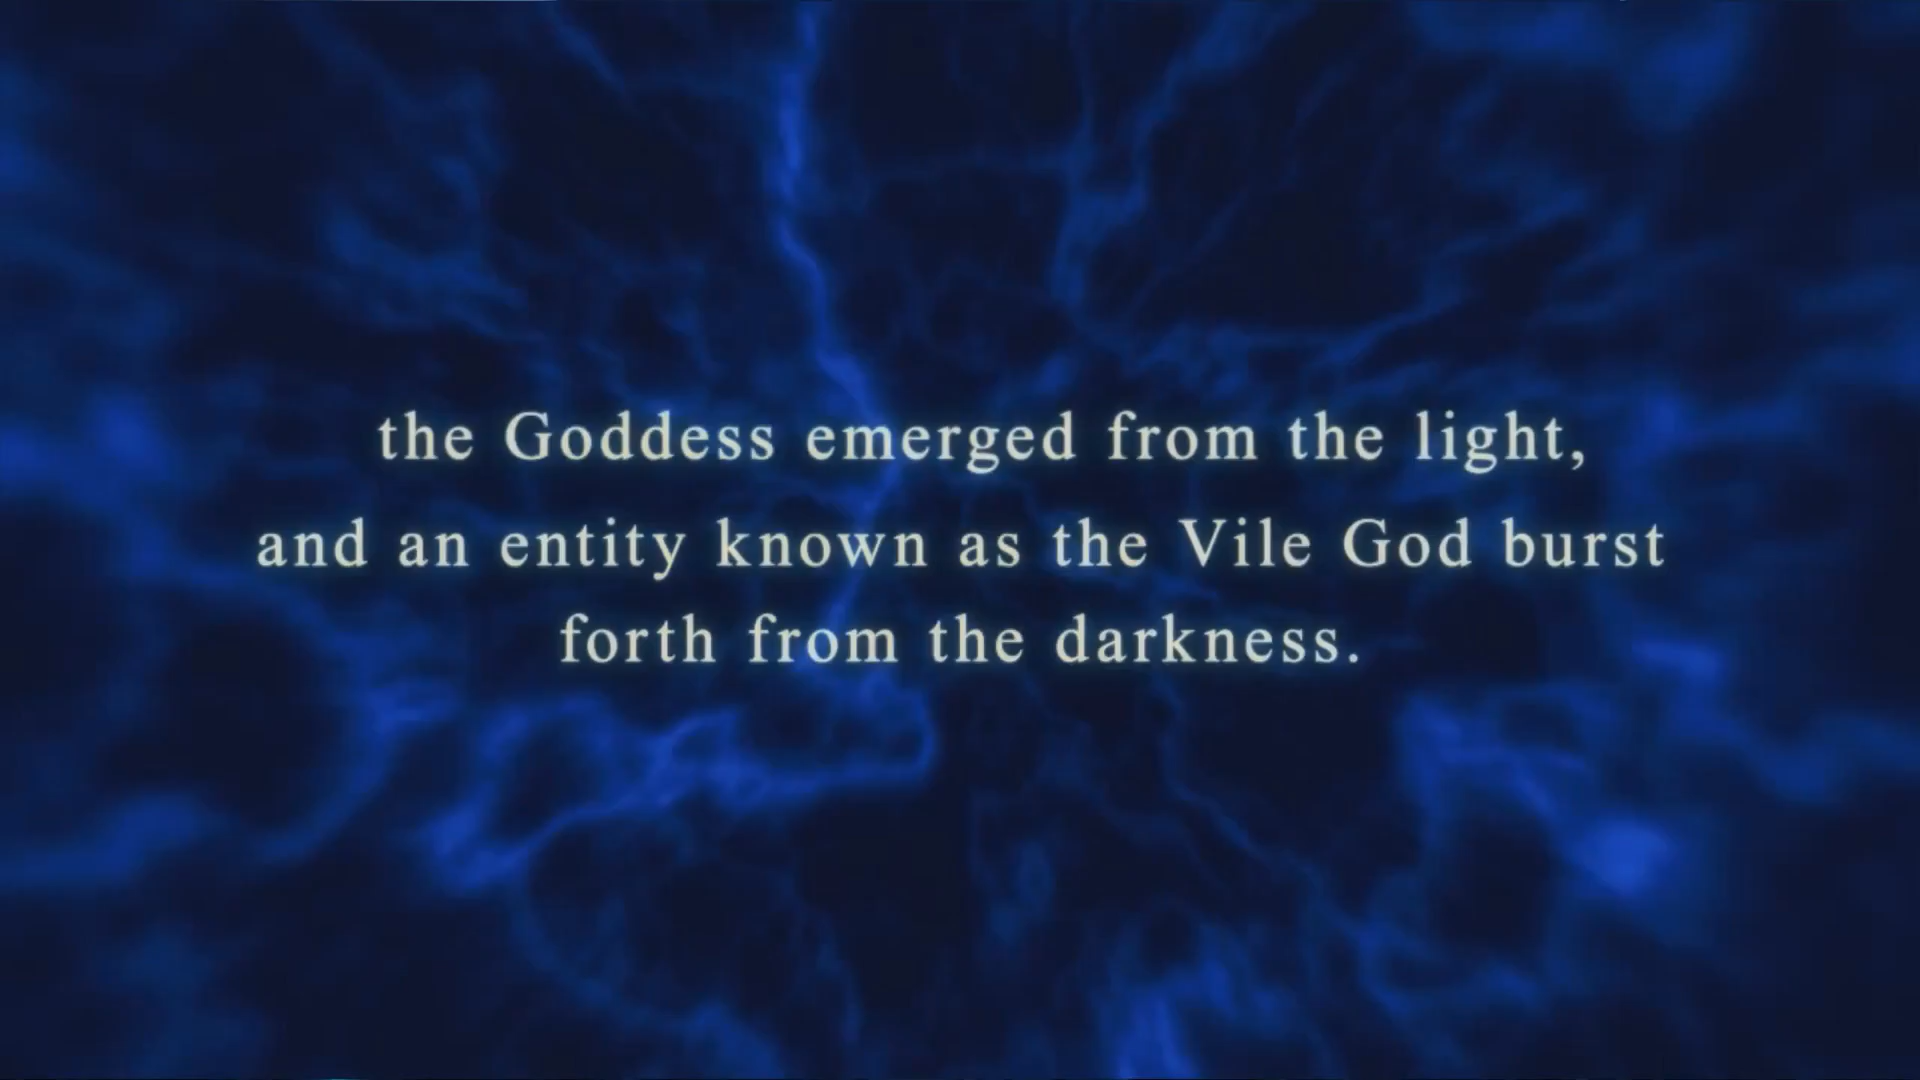 the Goddess emerged from the light,
and an entity known as the Vile God burst
forth from the darkness.